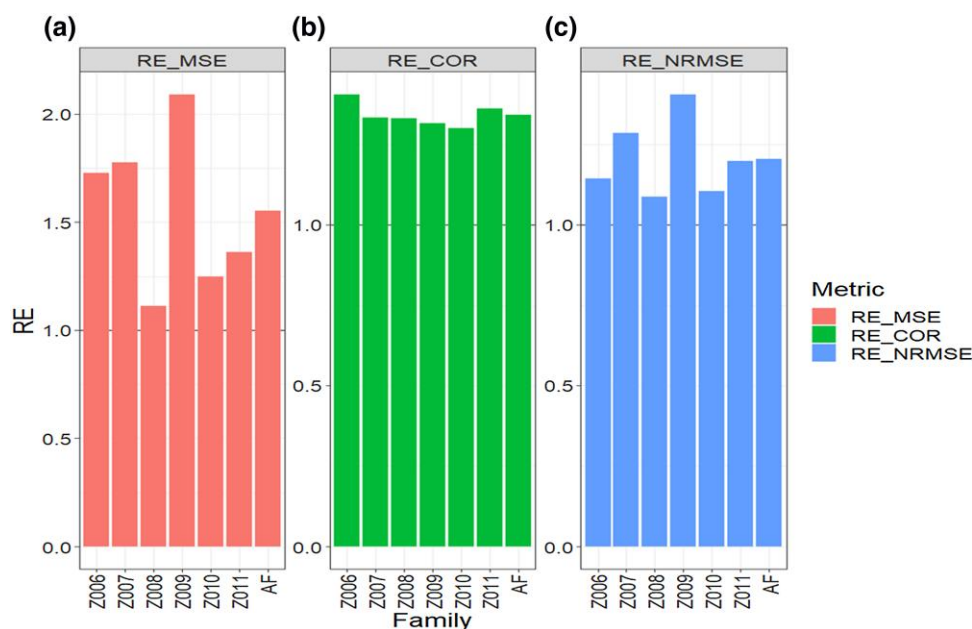 (a) (b) (c)
RE_MSE RE_COR RE_NRMSE
2.0
1.5
1.0
0.5
0.0
1.0
0.5
0.0
1.0
0.5
0.0
RE
Z006 Z007 Z008 Z009 Z010 Z011 AF
Z006 Z007 Z008 Z009 Z010 Z011 AF
Z006 Z007 Z008 Z009 Z010 Z011 AF
Family
Metric
RE_MSE
RE_COR
RE_NRMSE